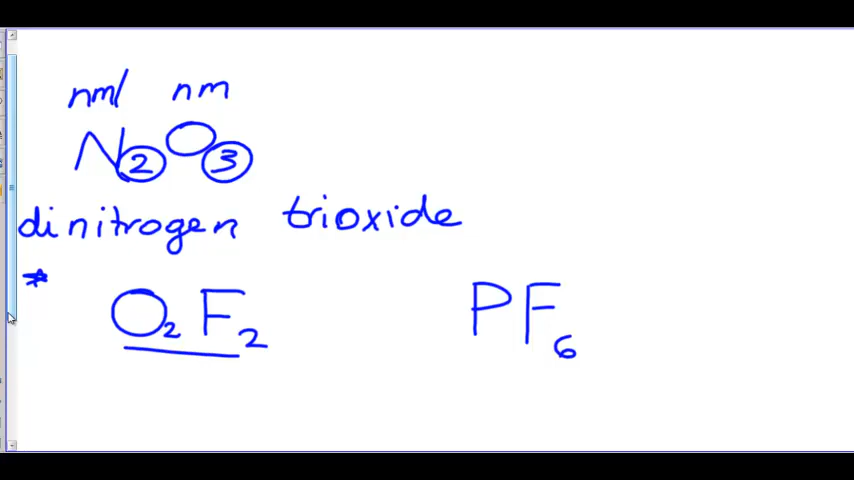 nm nm
N2O3
dinitrogen trioxide
* O2F2 PF6